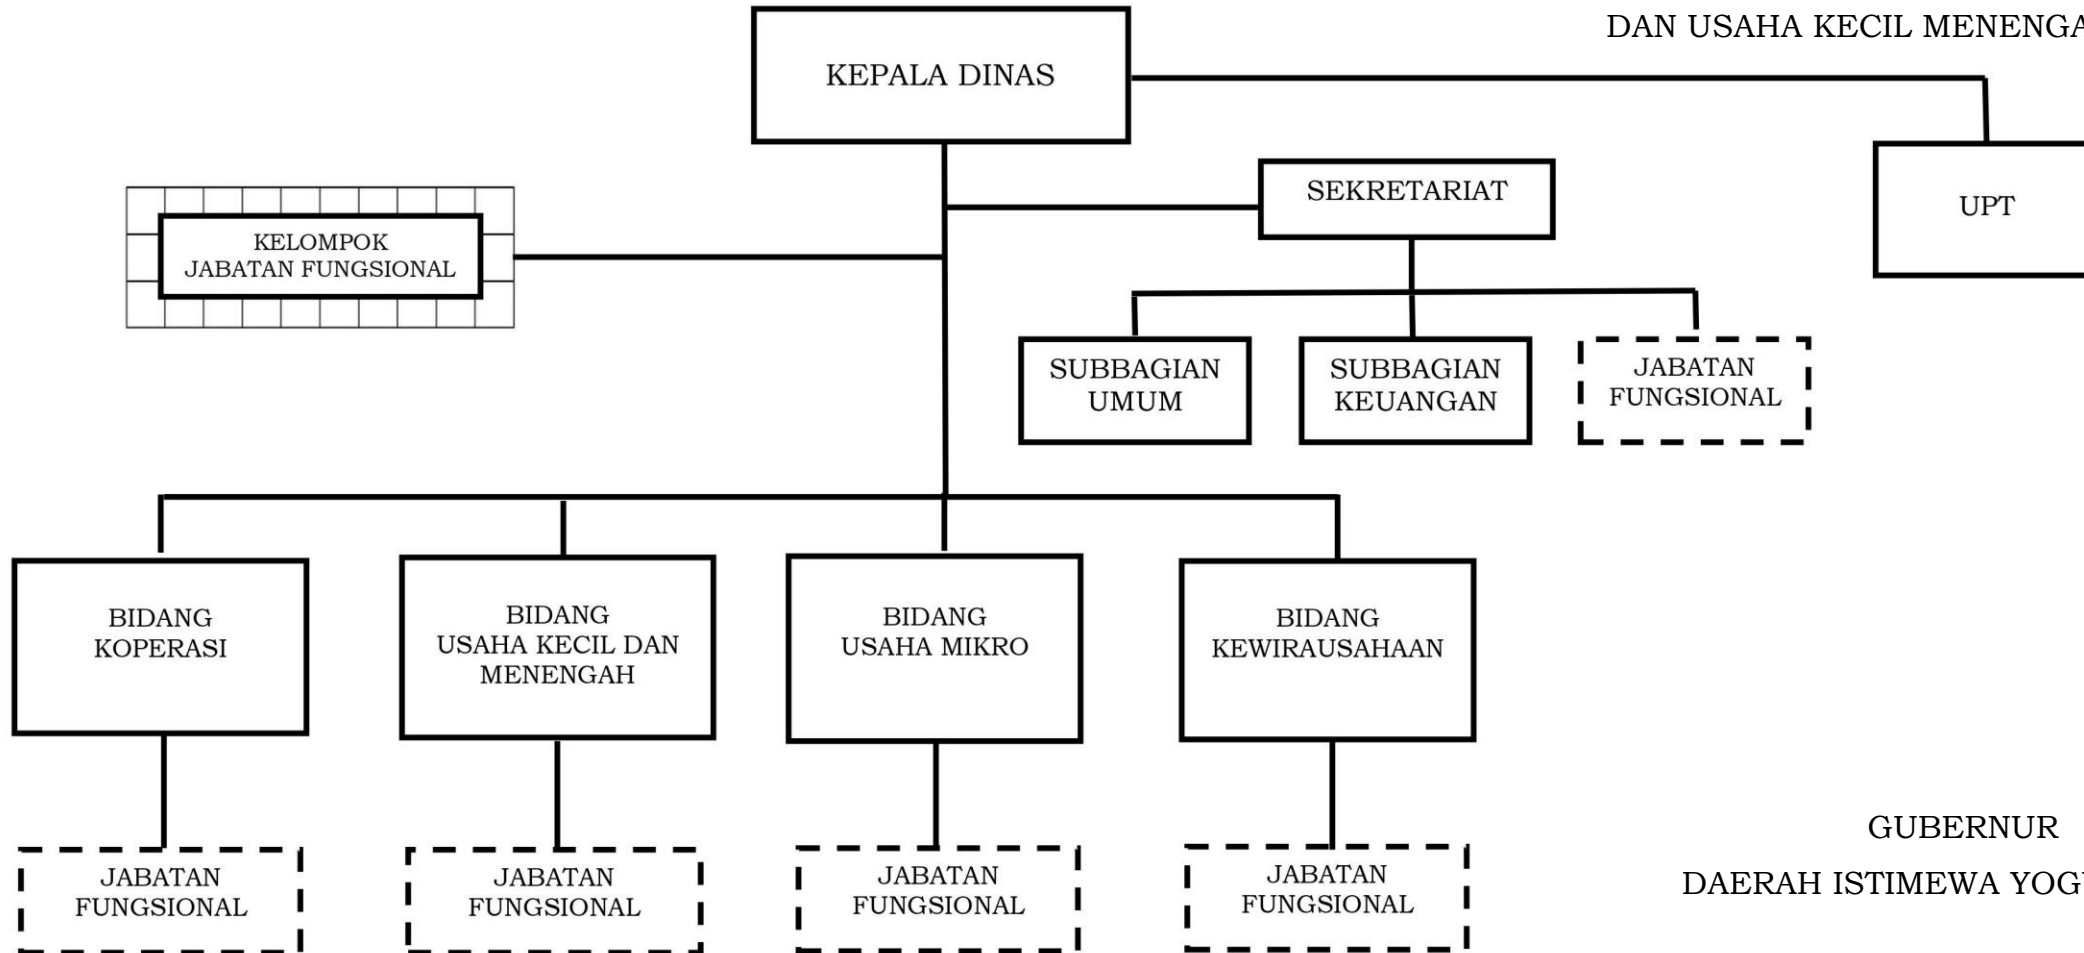 DAN USAHA KECIL MENENGA
KEPALA DINAS
SEKRETARIAT
UPT
KELOMPOK
JABATAN FUNGSIONAL
SUBBAGIAN
UMUM
SUBBAGIAN
KEUANGAN
JABATAN
FUNGSIONAL
BIDANG
KOPERASI
BIDANG
USAHA KECIL DAN
MENENGAH
BIDANG
USAHA MIKRO
BIDANG
KEWIRAUSAHAAN
JABATAN
FUNGSIONAL
JABATAN
FUNGSIONAL
JABATAN
FUNGSIONAL
JABATAN
FUNGSIONAL
GUBERNUR
DAERAH ISTIMEWA